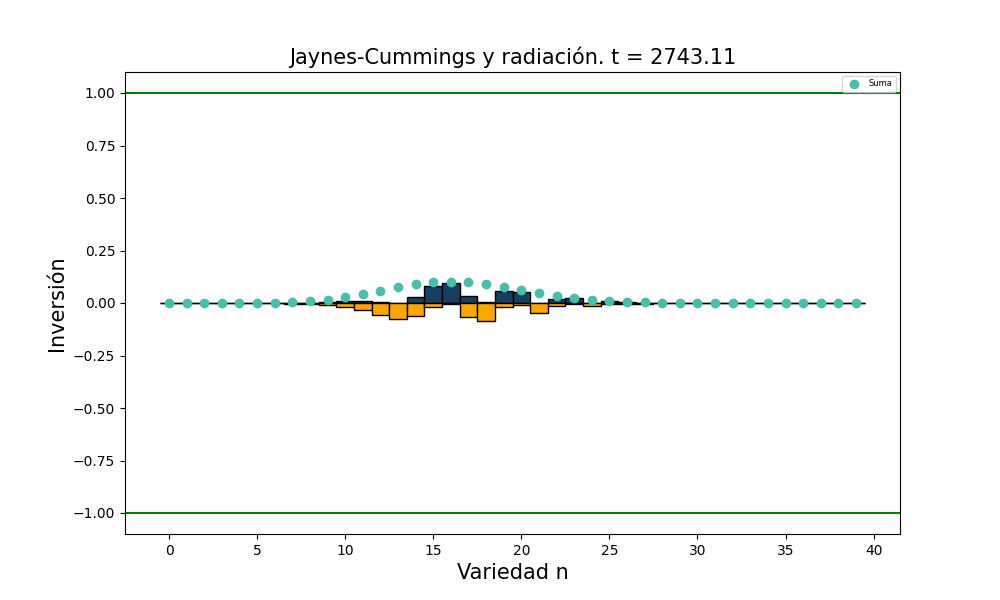 Jaynes-Cummings y radiación. t = 2743.11
Suma
1.00
0.75
0.50
0.25
0.00
−0.25
−0.50
−0.75
−1.00
Inversión
0 5 10 15 20 25 30 35 40
Variedad n